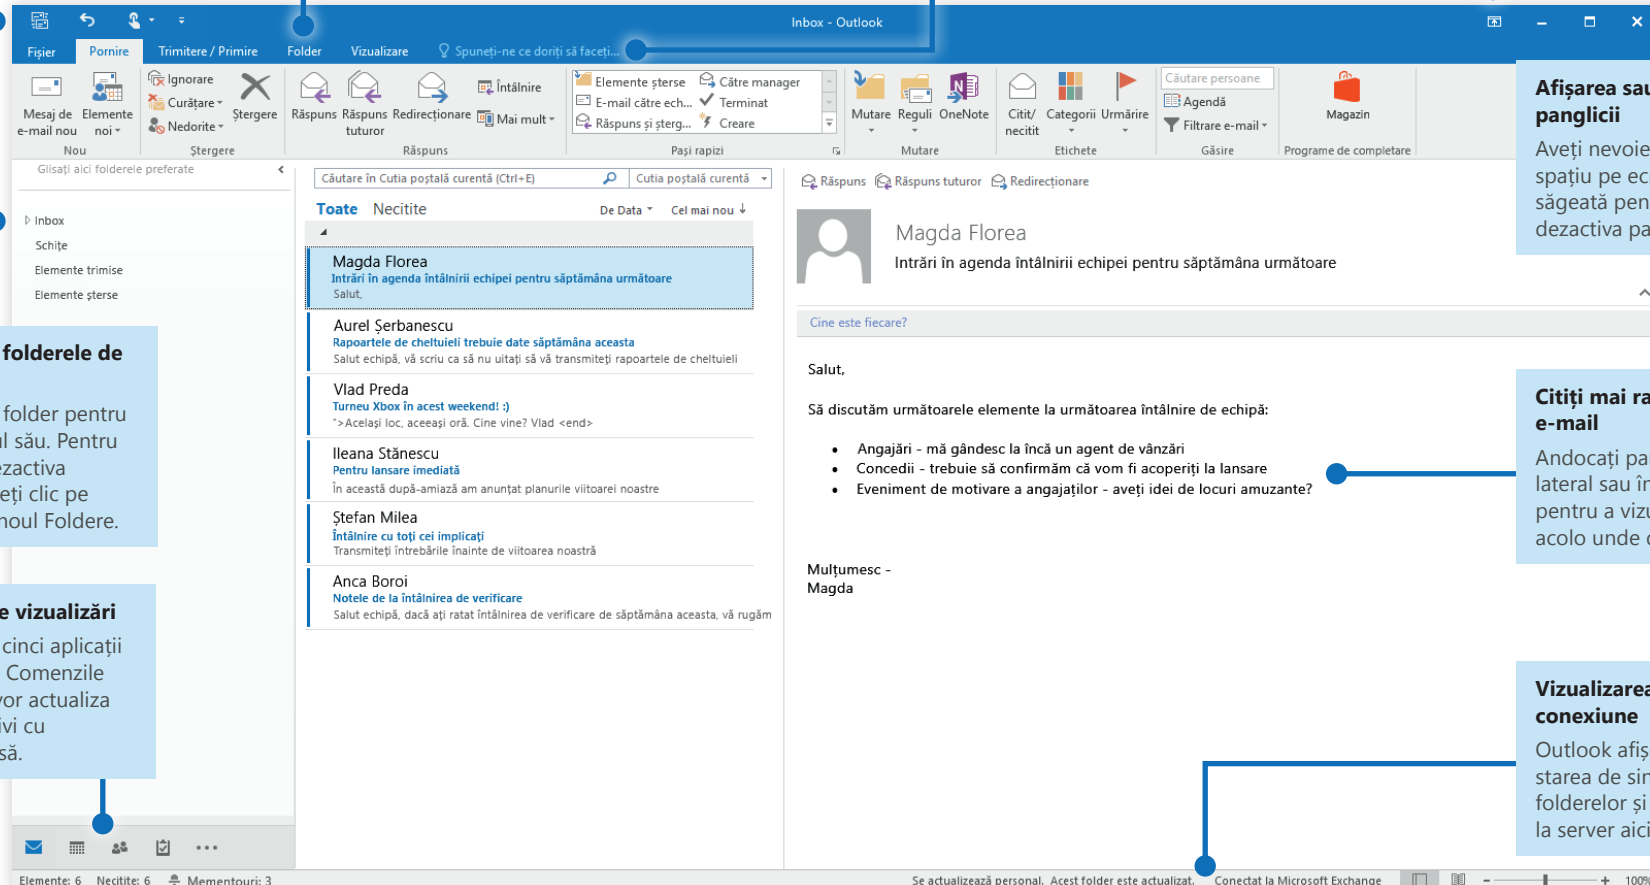 Inbox - Outlook
Fișier Pornire Trimitere / Primire Folder Vizualizare Spuneți-ne ce doriți să faceți...
Mesaj de e-mail nou
Elemente noi
Nou
Ignorare
Curățare
Nedorite
Ștergere
Ștergere
Răspuns
Răspuns tuturor
Redirecționare
Întâlnire
Mai mult
Răspuns
Elemente șterse
E-mail către ech...
Răspuns și șterg...
Către manager
Terminat
Creare
Pași rapizi
Mutare
Reguli
OneNote
Mutare
Citit/ necitit
Categorii
Urmărire
Etichete
Căutare persoane
Agendă
Filtrare e-mail
Găsire
Magazin
Programe de completare
Glisați aici folderele preferate
Inbox
Schițe
Elemente trimise
Elemente șterse
folderele de
folder pentru
ul său. Pentru
ezactiva
eți clic pe
noul Foldere.
e vizualizări
cinci aplicații
Comenzile
vor actualiza
ivi cu
să.
Căutare în Cutia poștală curentă (Ctrl+E)
Cutia poștală curentă
Toate Necitite
De Data Cel mai nou
Magda Florea
Intrări în agenda întâlnirii echipei pentru săptămâna următoare
Salut,
Aurel Șerbanescu
Rapoartele de cheltuieli trebuie date săptămâna aceasta
Salut echipă, vă scriu ca să nu uitați să vă transmiteți rapoartele de cheltuieli
Vlad Preda
Turneu Xbox în acest weekend! :)
">Același loc, aceeași oră. Cine vine? Vlad <end>
Ileana Stănescu
Pentru lansare imediată
În această după-amiază am anunțat planurile viitoarei noastre
Ștefan Milea
Întâlnire cu toți cei implicați
Transmiteți întrebările înainte de viitoarea noastră
Anca Boroi
Notele de la întâlnirea de verificare
Salut echipă, dacă ați ratat întâlnirea de verificare de săptămâna aceasta, vă rugăm
Răspuns Răspuns tuturor Redirecționare
Magda Florea
Intrări în agenda întâlnirii echipei pentru săptămâna următoare
Cine este fiecare?
Salut,
Să discutăm următoarele elemente la următoarea întâlnire de echipă:
• Angajări - mă gândesc la încă un agent de vânzări
• Concedii - trebuie să confirmăm că vom fi acoperiți la lansare
• Eveniment de motivare a angajaților - aveți idei de locuri amuzante?
Mulțumesc -
Magda
Afișarea sau
panglicii
Aveți nevoie
spațiu pe ec
săgeată pen
dezactiva pa
Citiți mai ra
e-mail
Andocați pa
lateral sau în
pentru a vizu
acolo unde d
Vizualizarea
conexiune
Outlook afiș
starea de sin
folderelor și
la server aici
Elemente: 6 Necitite: 6 Mementouri: 3
Se actualizează personal. Acest folder este actualizat. Conectat la Microsoft Exchange 100%